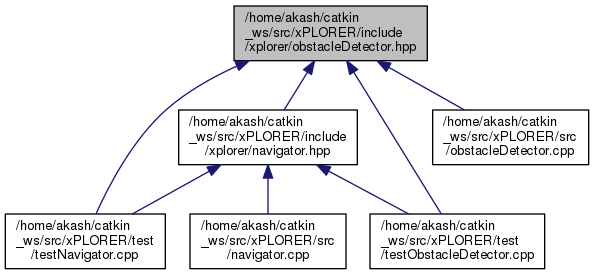 /home/akash/catkin
_ws/src/xPLORER/include
/xplorer/obstacleDetector.hpp
/home/akash/catkin
_ws/src/xPLORER/include
/xplorer/navigator.hpp
/home/akash/catkin
_ws/src/xPLORER/src
/obstacleDetector.cpp
/home/akash/catkin
_ws/src/xPLORER/test
/testNavigator.cpp
/home/akash/catkin
_ws/src/xPLORER/src
/navigator.cpp
/home/akash/catkin
_ws/src/xPLORER/test
/testObstacleDetector.cpp